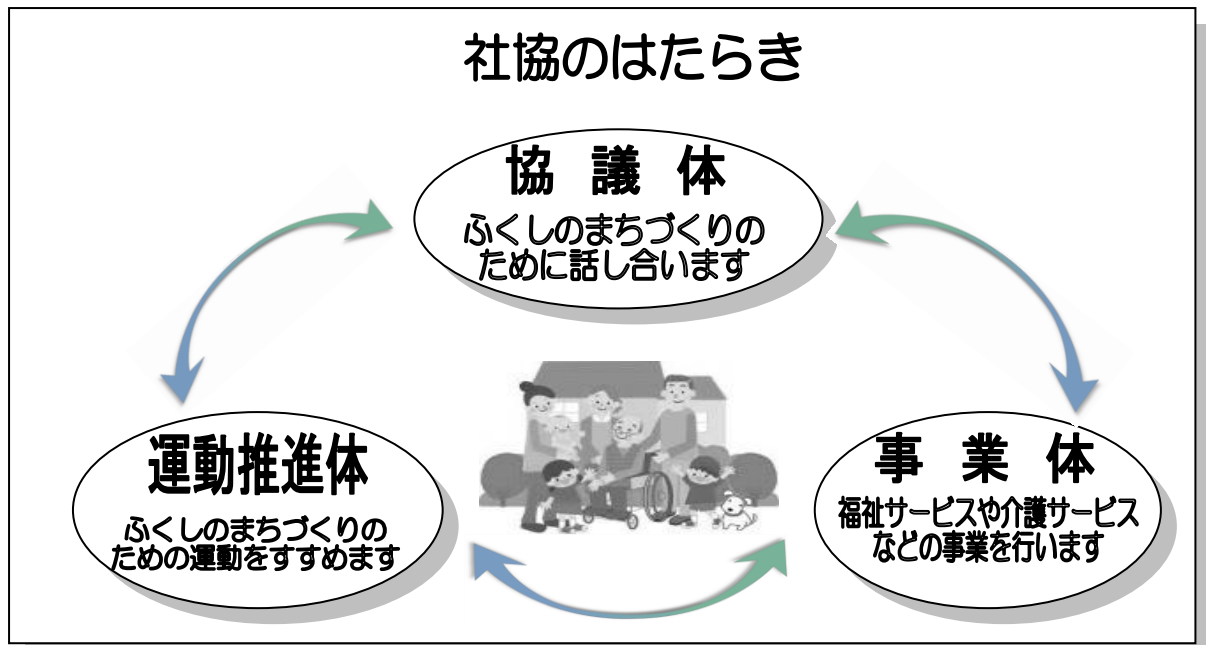 社協のはたらき
協議体
ふくしのまちづくりの
ために話し合います
運動推進体
ふくしのまちづくりの
ための運動をすすめます
事業体
福祉サービスや介護サービス
などの事業を行います